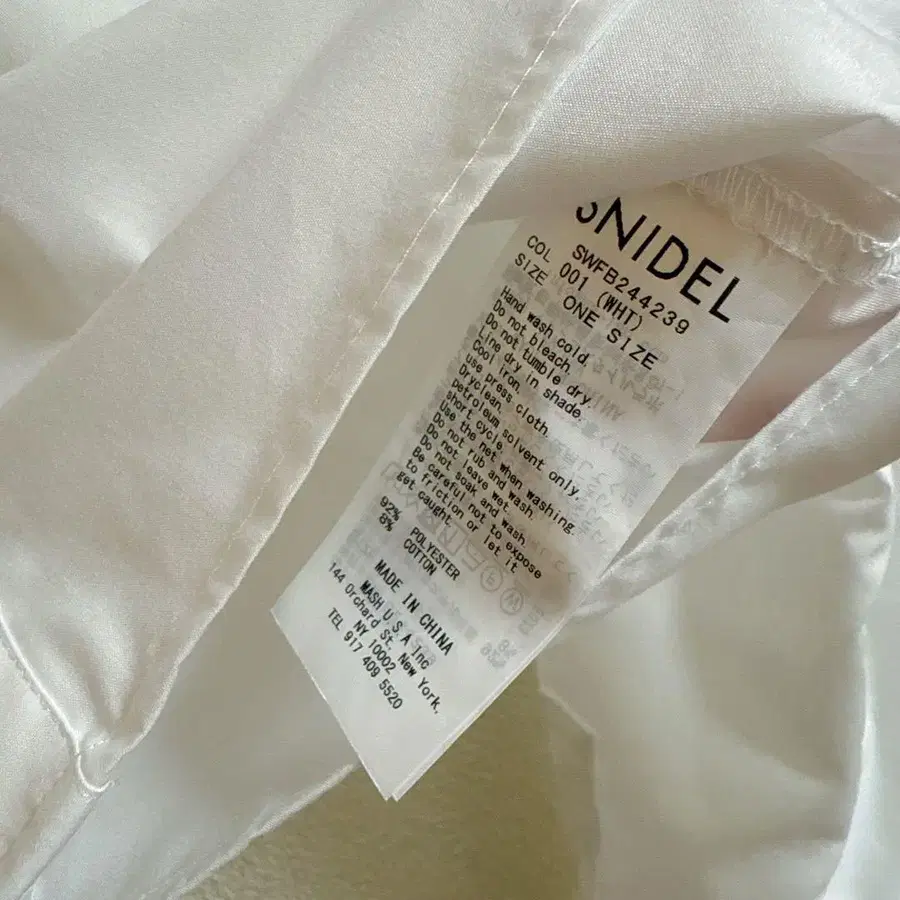 SNIDEL
SWFB244239
COL 001 (WHT)
SIZE ONE SIZE
Hand wash cold.
Do not bleach.
Do not tumble dry.
Line dry in shade.
Cool iron.
use press cloth.
Dryclean.
petroleum solvent only.
short cycle.
Use the net when washing.
Do not rub and wash.
Do not leave wet.
Do not soak and wash.
Be careful not to expose
to friction or let it
get caught.
92% POLYESTER
8% COTTON
MADE IN CHINA
MASH U.S.A Inc
144 Orchard St. New York,
NY 10002
TEL 917 409 5520